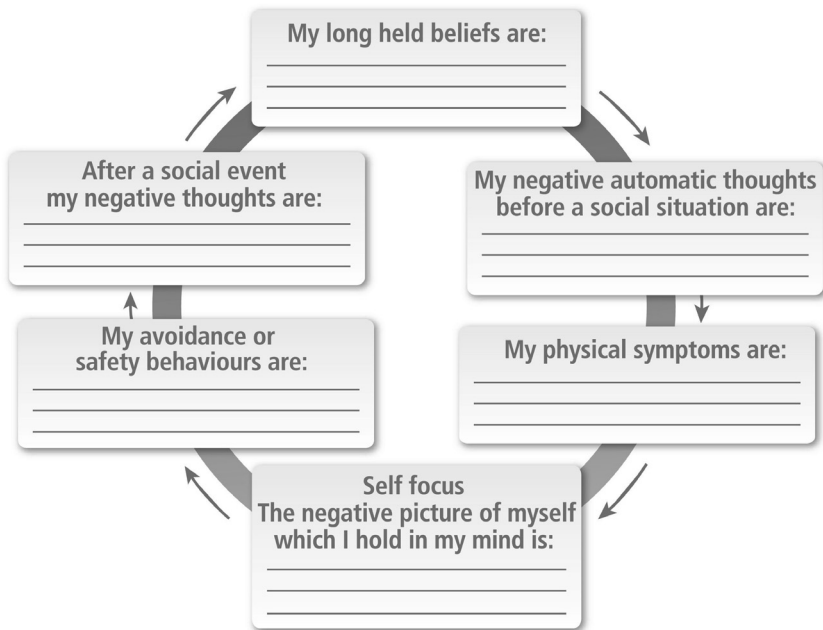 My long held beliefs are:
My negative automatic thoughts
before a social situation are:
My physical symptoms are:
Self focus
The negative picture of myself
which I hold in my mind is:
My avoidance or
safety behaviours are:
After a social event
my negative thoughts are: